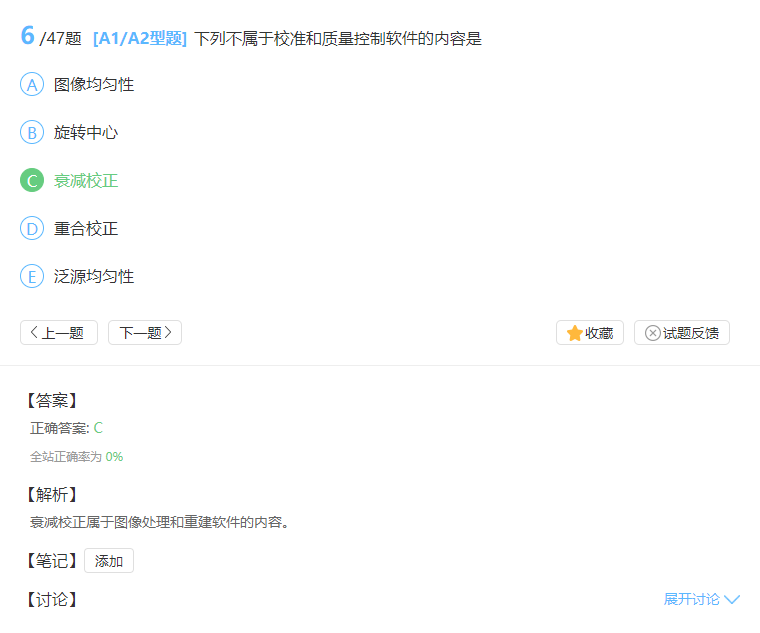 6/47题 [A1/A2型题] 下列不属于校准和质量控制软件的内容是
A 图像均匀性
B 旋转中心
C 衰减校正
D 重合校正
E 泛源均匀性
上一题 下一题 收藏 试题反馈
【答案】
正确答案: C
全站正确率为 0%
【解析】
衰减校正属于图像处理和重建软件的内容。
【笔记】 添加
【讨论】 展开讨论